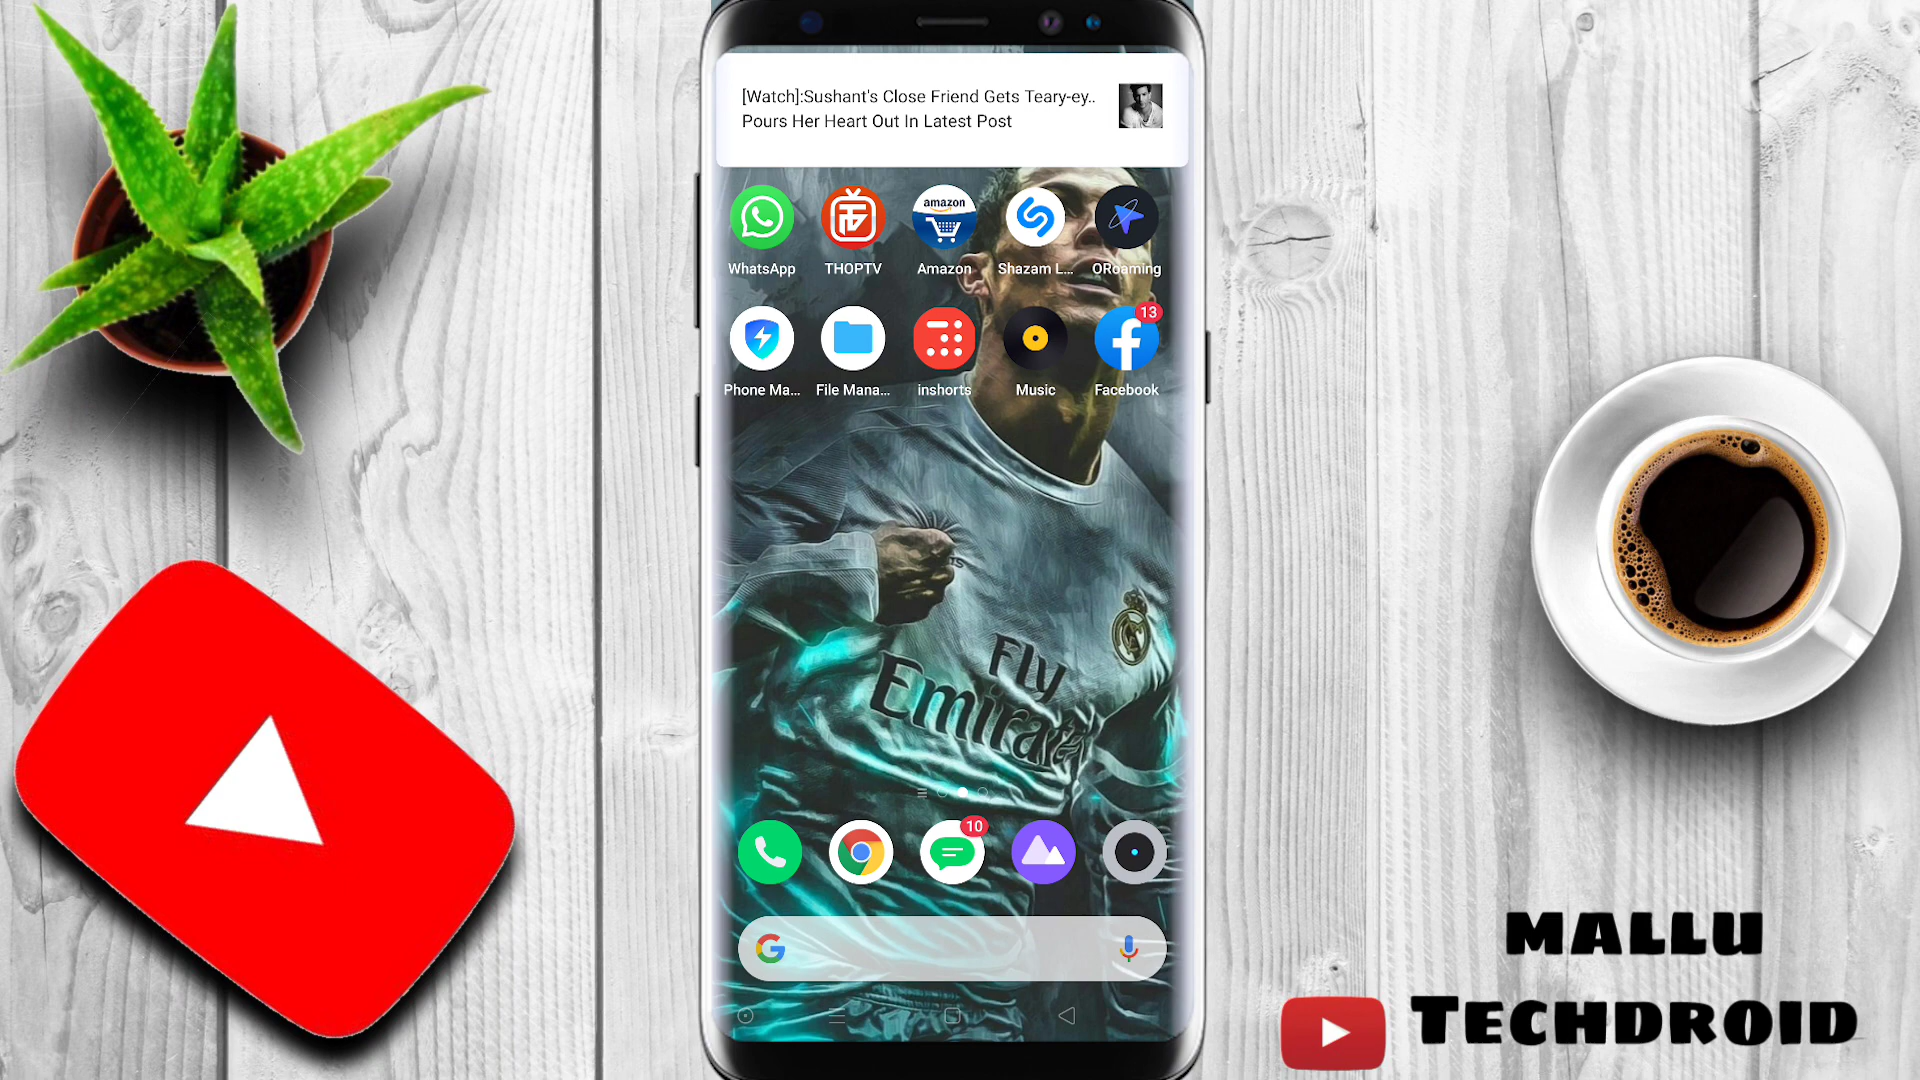 [Watch]:Sushant's Close Friend Gets Teary-ey..
Pours Her Heart Out In Latest Post
amazon
WhatsApp
THOPTV
Amazon
Shazam L...
ORoaming
13
Phone Ma...
File Mana...
inshorts
Music
Facebook
Fly
Emirates
10
MALLU
TECHDROID